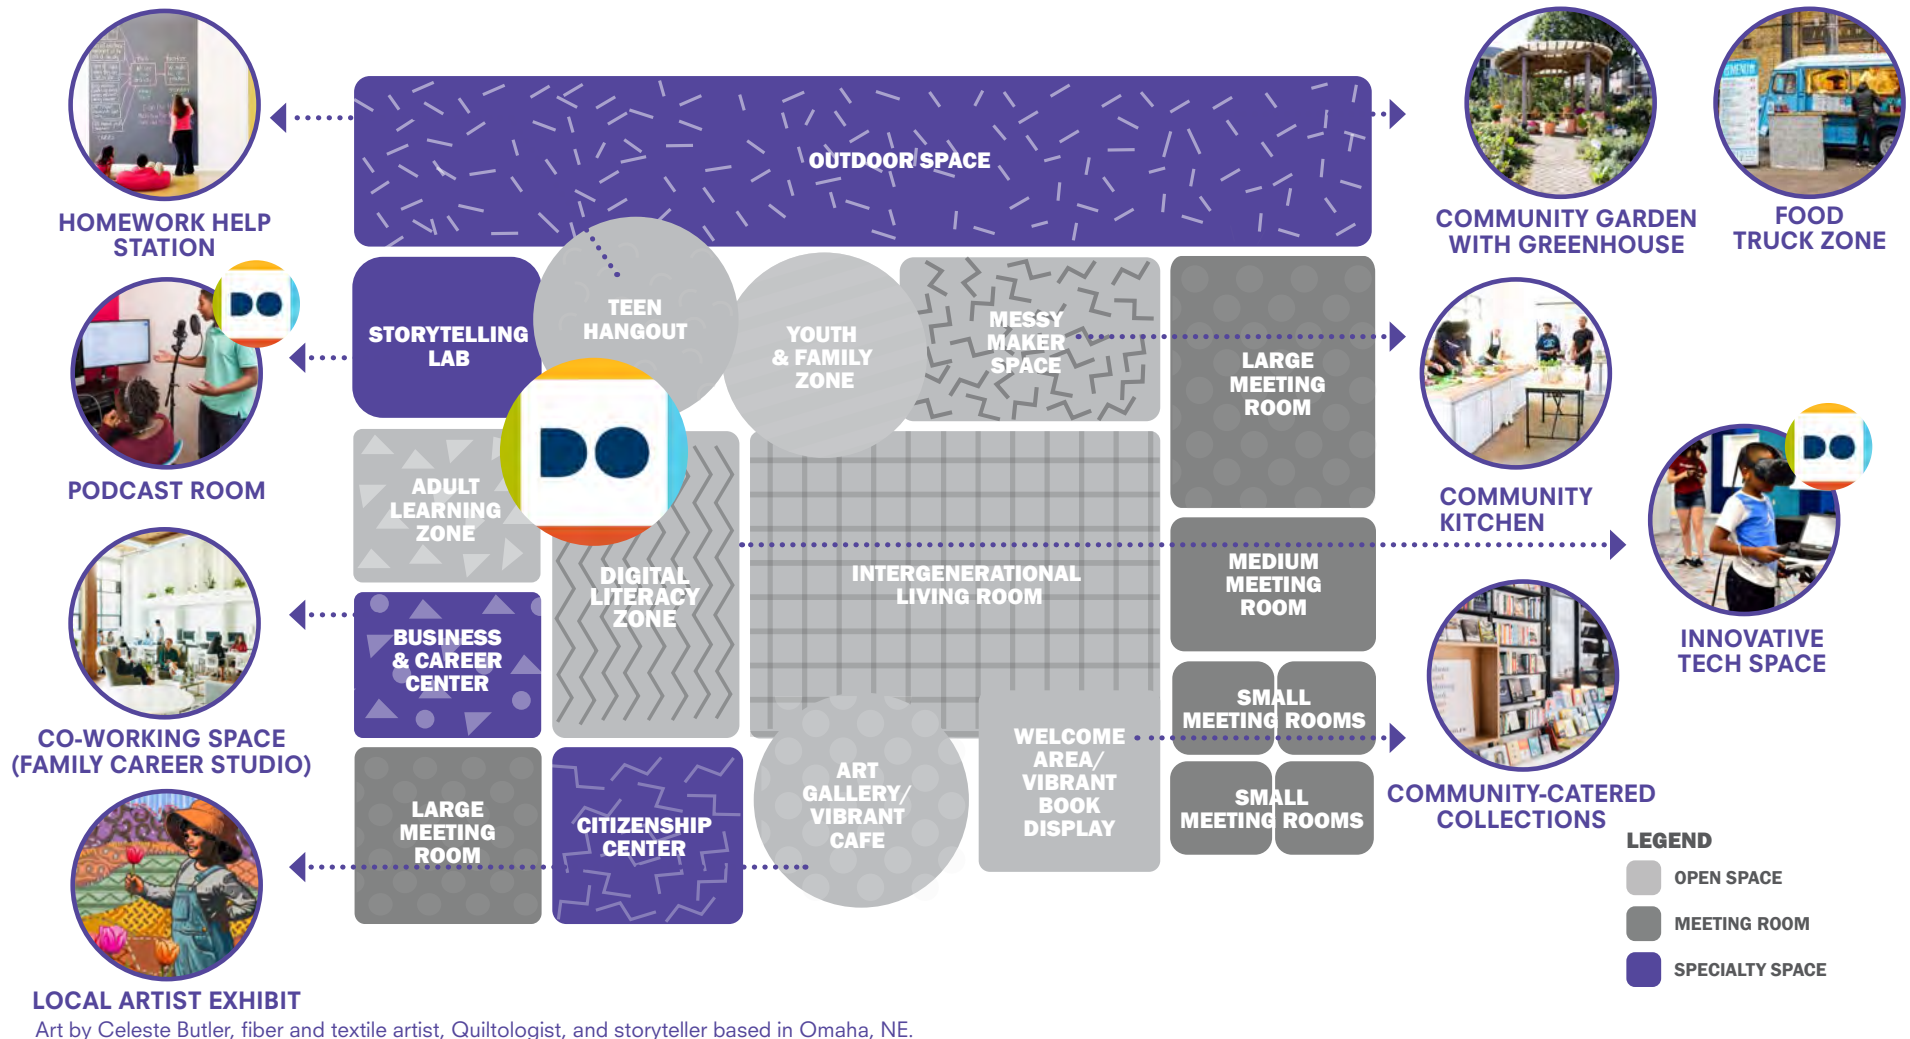 OUTDOOR SPACE
HOMEWORK HELP
STATION
COMMUNITY GARDEN
WITH GREENHOUSE
FOOD
TRUCK ZONE
MENU
STORYTELLING
LAB
TEEN
HANGOUT
YOUTH
& FAMILY
ZONE
MESSY
MAKER
SPACE
LARGE
MEETING
ROOM
DO
PODCAST ROOM
COMMUNITY
KITCHEN
DO
ADULT
LEARNING
ZONE
DO
DIGITAL
LITERACY
ZONE
INTERGENERATIONAL
LIVING ROOM
MEDIUM
MEETING
ROOM
INNOVATIVE
TECH SPACE
BUSINESS
& CAREER
CENTER
CO-WORKING SPACE
(FAMILY CAREER STUDIO)
SMALL
MEETING ROOMS
WELCOME
AREA/
VIBRANT
BOOK
DISPLAY
ART
GALLERY/
VIBRANT
CAFE
SMALL
MEETING ROOMS
COMMUNITY-CATERED
COLLECTIONS
LARGE
MEETING
ROOM
CITIZENSHIP
CENTER
LEGEND
OPEN SPACE
MEETING ROOM
SPECIALTY SPACE
LOCAL ARTIST EXHIBIT
Art by Celeste Butler, fiber and textile artist, Quiltologist, and storyteller based in Omaha, NE.